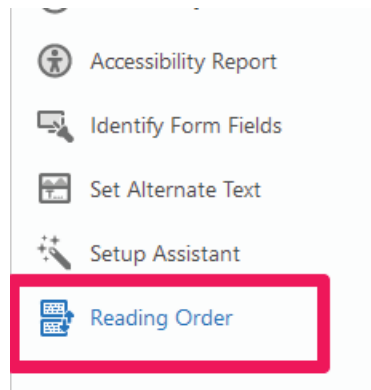 Accessibility Report
Identify Form Fields
Set Alternate Text
Setup Assistant
Reading Order